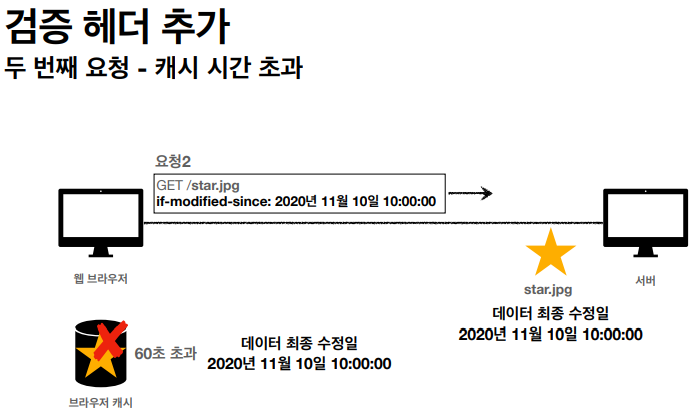 검증 헤더 추가
두 번째 요청 - 캐시 시간 초과
요청2
GET /star.jpg
if-modified-since: 2020년 11월 10일 10:00:00
웹 브라우저
서버
star.jpg
데이터 최종 수정일
2020년 11월 10일 10:00:00
60초 초과
데이터 최종 수정일
2020년 11월 10일 10:00:00
브라우저 캐시